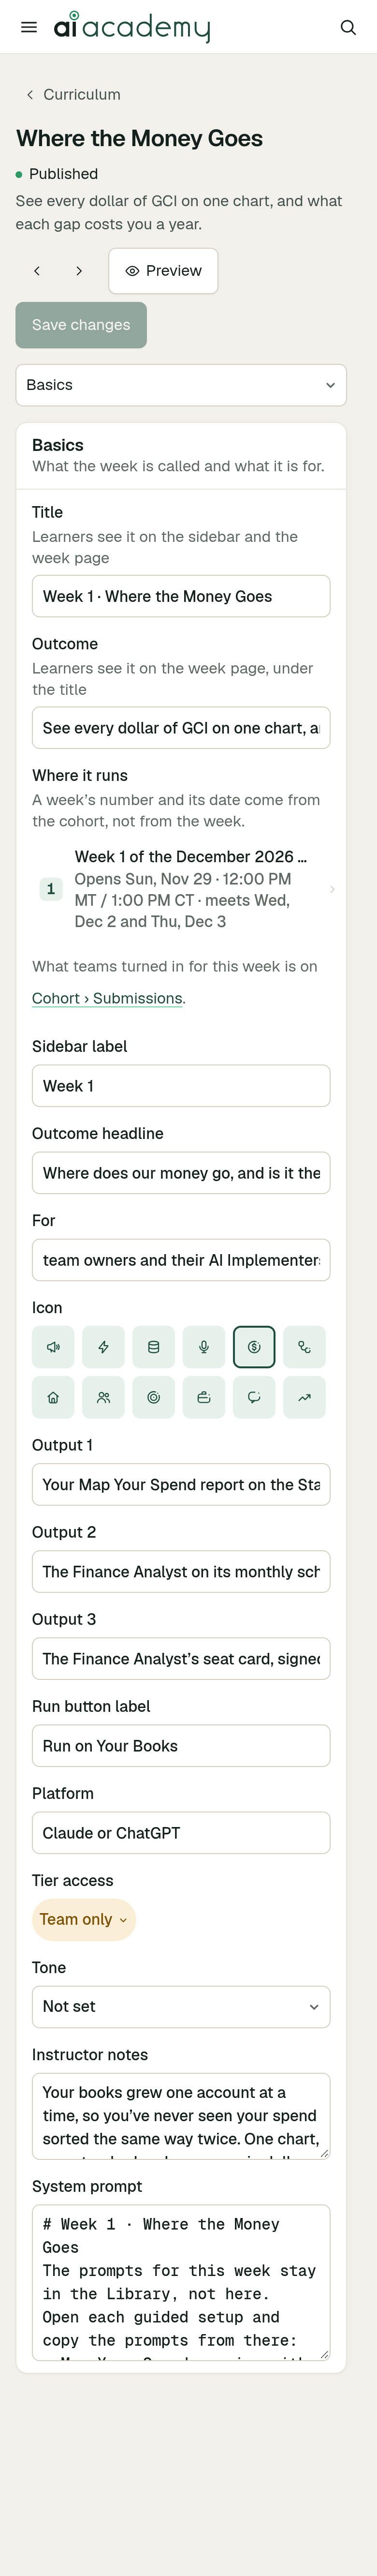 ai academy
Curriculum
Where the Money Goes
Published
See every dollar of GCI on one chart, and what
each gap costs you a year.
Preview
Save changes
Basics
Basics
What the week is called and what it is for.
Title
Learners see it on the sidebar and the
week page
Week 1 · Where the Money Goes
Outcome
Learners see it on the week page, under
the title
See every dollar of GCI on one chart, a
Where it runs
A week’s number and its date come from
the cohort, not from the week.
Week 1 of the December 2026 …
1
Opens Sun, Nov 29 · 12:00 PM
MT / 1:00 PM CT · meets Wed,
Dec 2 and Thu, Dec 3
What teams turned in for this week is on
Cohort › Submissions.
Sidebar label
Week 1
Outcome headline
Where does our money go, and is it the
For
team owners and their AI Implementers
Icon
Output 1
Your Map Your Spend report on the Sta
Output 2
The Finance Analyst on its monthly sch
Output 3
The Finance Analyst’s seat card, signed
Run button label
Run on Your Books
Platform
Claude or ChatGPT
Tier access
Team only
Tone
Not set
Instructor notes
Your books grew one account at a
time, so you’ve never seen your spend
sorted the same way twice. One chart,
System prompt
# Week 1 · Where the Money
Goes
The prompts for this week stay
in the Library, not here.
Open each guided setup and
copy the prompts from there: